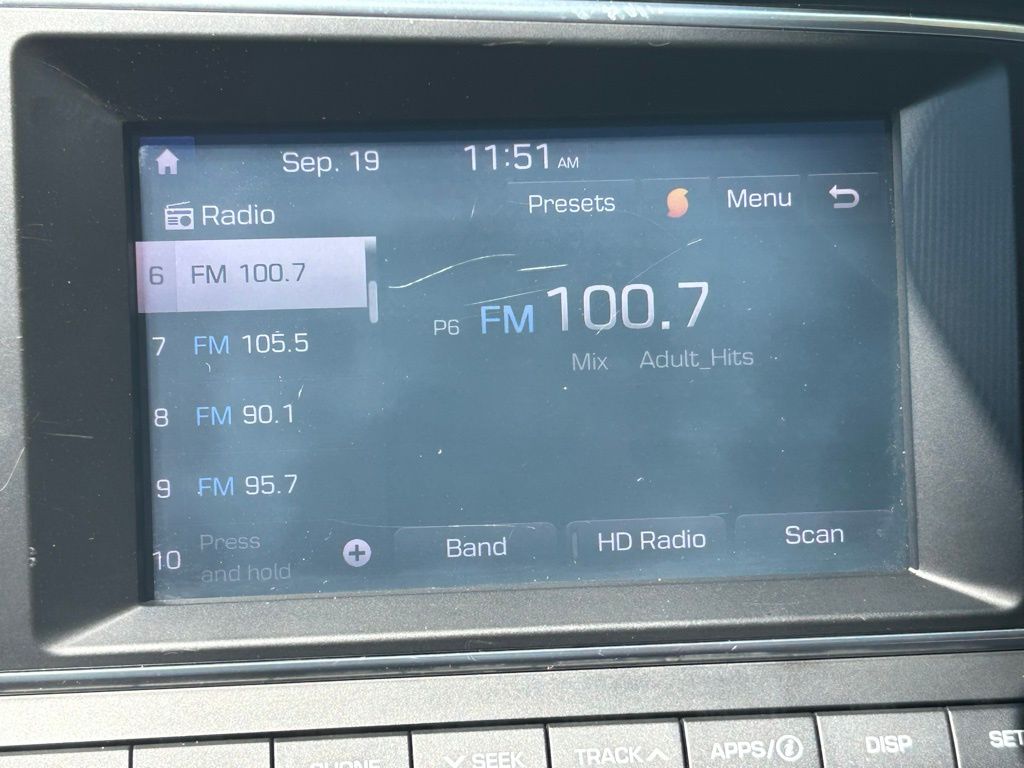 Sep. 19 11:51 AM
Radio Presets Menu
6 FM 100.7
P6 FM 100.7
Mix Adult_Hits
7 FM 105.5
8 FM 90.1
9 FM 95.7
10 Press
and hold
Band HD Radio Scan
PHONE SEEK TRACK APPS/i DISP